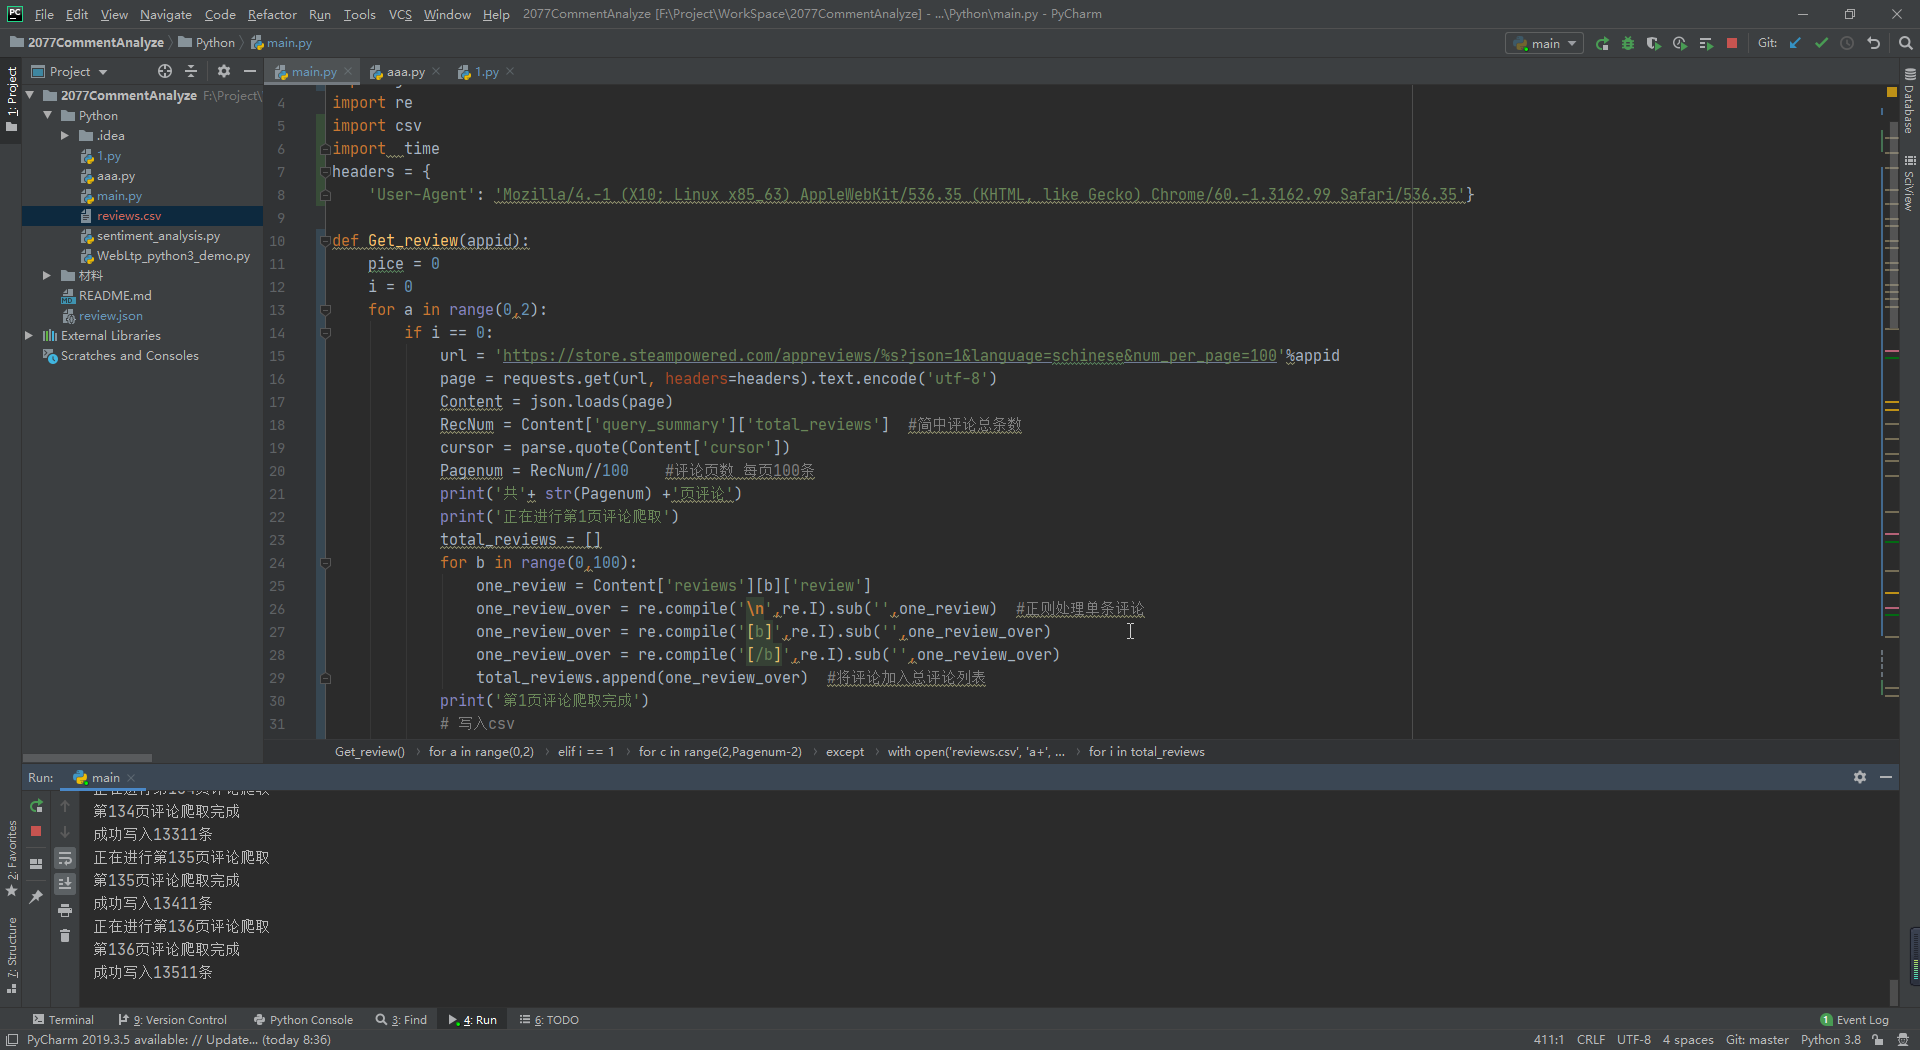 File Edit View Navigate Code Refactor Run Tools VCS Window Help 2077CommentAnalyze [F:\Project\WorkSpace\2077CommentAnalyze] - ...\Python\main.py - PyCharm
2077CommentAnalyze Python main.py
main Git:
Project
main.py aaa.py 1.py
1: Project
2077CommentAnalyze F:\Project\
Python
.idea
1.py
aaa.py
main.py
reviews.csv
sentiment_analysis.py
WebLtp_python3_demo.py
材料
README.md
review.json
External Libraries
Scratches and Consoles
4 import re
5 import csv
6 import  time
7 headers = {
8 'User-Agent': 'Mozilla/4.-1 (X10; Linux x85_63) AppleWebKit/536.35 (KHTML, like Gecko) Chrome/60.-1.3162.99 Safari/536.35'}
9
10 def Get_review(appid):
11 pice = 0
12 i = 0
13 for a in range(0,2):
14 if i == 0:
15 url = 'https://store.steampowered.com/appreviews/%s?json=1&language=schinese&num_per_page=100'%appid
16 page = requests.get(url, headers=headers).text.encode('utf-8')
17 Content = json.loads(page)
18 RecNum = Content['query_summary']['total_reviews'] #简中评论总条数
19 cursor = parse.quote(Content['cursor'])
20 Pagenum = RecNum//100 #评论页数 每页100条
21 print('共'+ str(Pagenum) +'页评论')
22 print('正在进行第1页评论爬取')
23 total_reviews = []
24 for b in range(0,100):
25 one_review = Content['reviews'][b]['review']
26 one_review_over = re.compile('\n',re.I).sub('',one_review) #正则处理单条评论
27 one_review_over = re.compile('[b]',re.I).sub('',one_review_over)
28 one_review_over = re.compile('[/b]',re.I).sub('',one_review_over)
29 total_reviews.append(one_review_over) #将评论加入总评论列表
30 print('第1页评论爬取完成')
31 # 写入csv
Get_review() for a in range(0,2) elif i == 1 for c in range(2,Pagenum-2) except with open('reviews.csv', 'a+', ... for i in total_reviews
Database
SciView
Run: main
正在进行第134页评论爬取
第134页评论爬取完成
成功写入13311条
正在进行第135页评论爬取
第135页评论爬取完成
成功写入13411条
正在进行第136页评论爬取
第136页评论爬取完成
成功写入13511条
2: Favorites
7: Structure
Terminal 9: Version Control Python Console 3: Find 4: Run 6: TODO 1 Event Log
PyCharm 2019.3.5 available: // Update... (today 8:36) 411:1 CRLF UTF-8 4 spaces Git: master Python 3.8